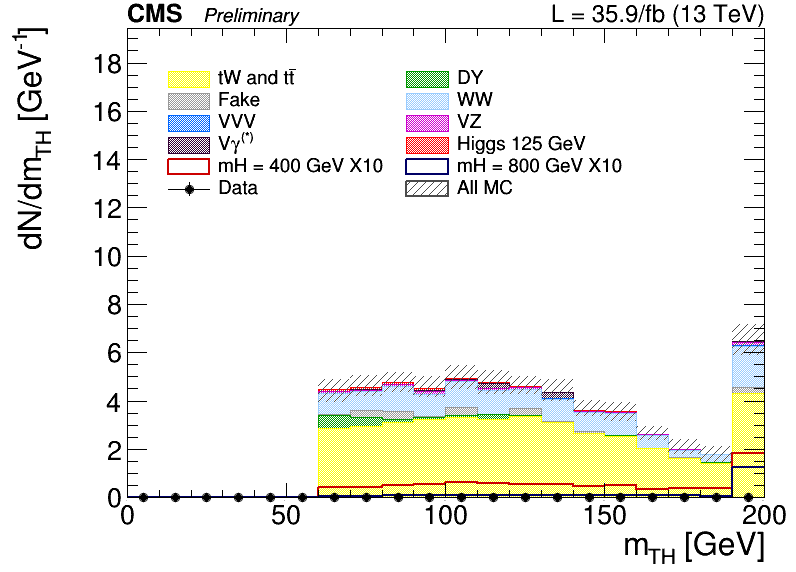 CMS Preliminary L = 35.9/fb (13 TeV)
dN/dm_TH [GeV⁻¹]
18
16
14
12
10
8
6
4
2
0
tW and tt̄ DY
Fake WW
VVV VZ
Vγ⁽*⁾ Higgs 125 GeV
mH = 400 GeV X10 mH = 800 GeV X10
Data All MC
0 50 100 150 200
m_TH [GeV]